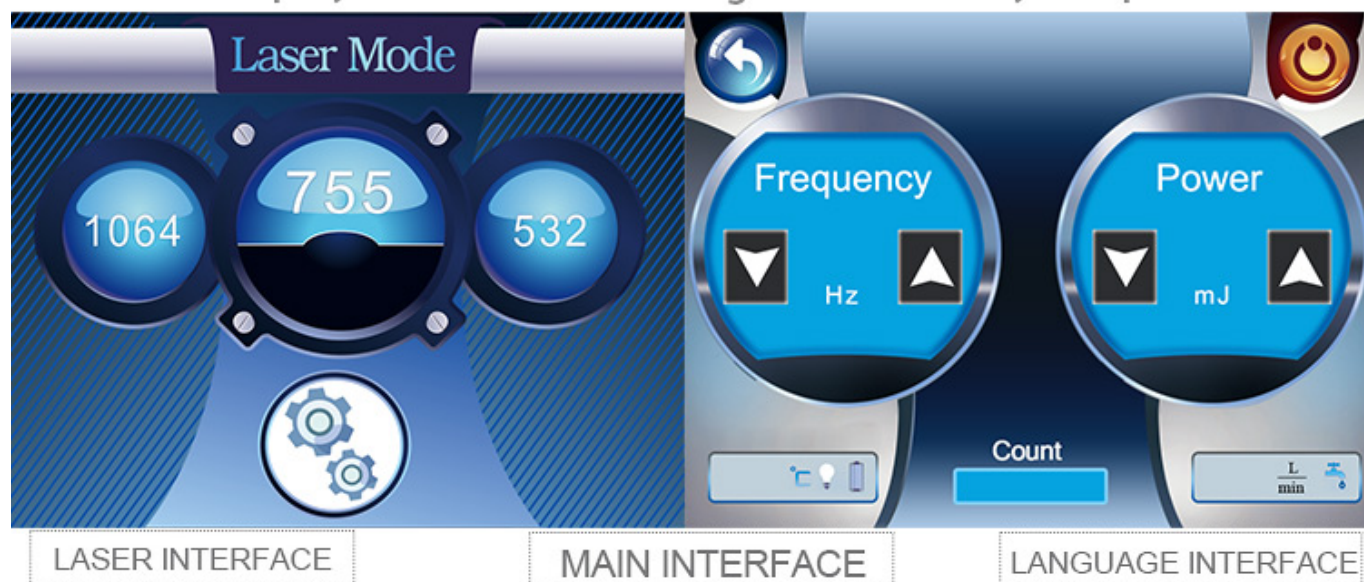 Laser Mode
1064
755
532
Frequency
Hz
Power
mJ
Count
°C
L
min
LASER INTERFACE
MAIN INTERFACE
LANGUAGE INTERFACE